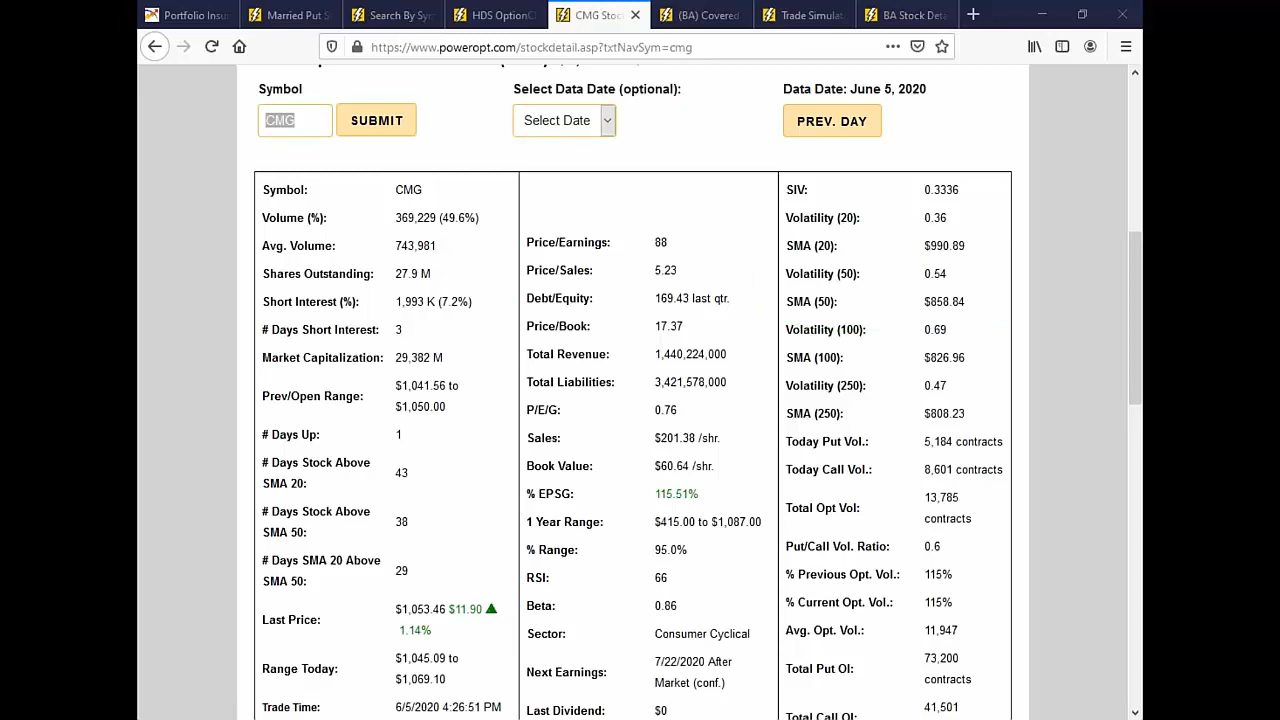 Portfolio Insu
Married Put S
Search By Sym
HDS OptionC
CMG Stoc
(BA) Covered
Trade Simulat
BA Stock Deta
https://www.poweropt.com/stockdetail.asp?txtNavSym=cmg
Symbol
Select Data Date (optional):
Data Date: June 5, 2020
CMG
SUBMIT
Select Date
PREV. DAY
Symbol: CMG
Volume (%): 369,229 (49.6%)
Avg. Volume: 743,981
Shares Outstanding: 27.9 M
Short Interest (%): 1,993 K (7.2%)
# Days Short Interest: 3
Market Capitalization: 29,382 M
Prev/Open Range: $1,041.56 to
$1,050.00
# Days Up: 1
# Days Stock Above
SMA 20: 43
# Days Stock Above
SMA 50: 38
# Days SMA 20 Above
SMA 50: 29
Last Price: $1,053.46 $11.90 ▲
1.14%
Range Today: $1,045.09 to
$1,069.10
Trade Time: 6/5/2020 4:26:51 PM
Price/Earnings: 88
Price/Sales: 5.23
Debt/Equity: 169.43 last qtr.
Price/Book: 17.37
Total Revenue: 1,440,224,000
Total Liabilities: 3,421,578,000
P/E/G: 0.76
Sales: $201.38 /shr.
Book Value: $60.64 /shr.
% EPSG: 115.51%
1 Year Range: $415.00 to $1,087.00
% Range: 95.0%
RSI: 66
Beta: 0.86
Sector: Consumer Cyclical
Next Earnings: 7/22/2020 After
Market (conf.)
Last Dividend: $0
SIV: 0.3336
Volatility (20): 0.36
SMA (20): $990.89
Volatility (50): 0.54
SMA (50): $858.84
Volatility (100): 0.69
SMA (100): $826.96
Volatility (250): 0.47
SMA (250): $808.23
Today Put Vol.: 5,184 contracts
Today Call Vol.: 8,601 contracts
Total Opt Vol: 13,785
contracts
Put/Call Vol. Ratio: 0.6
% Previous Opt. Vol.: 115%
% Current Opt. Vol.: 115%
Avg. Opt. Vol.: 11,947
Total Put OI: 73,200
contracts
Total Call OI: 41,501